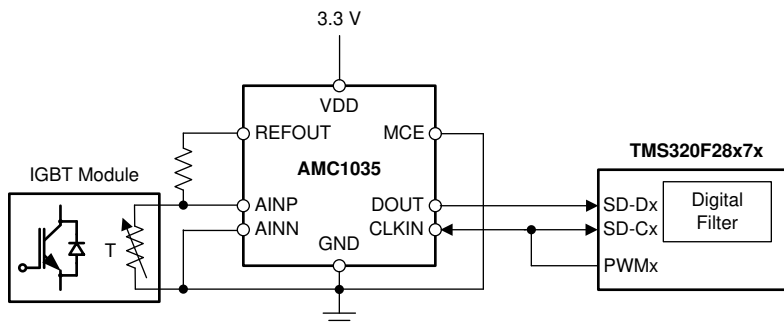 3.3 V
VDD
REFOUT
MCE
AMC1035
TMS320F28x7x
IGBT Module
T
AINP
AINN
DOUT
CLKIN
GND
SD-Dx
SD-Cx
PWMx
Digital
Filter